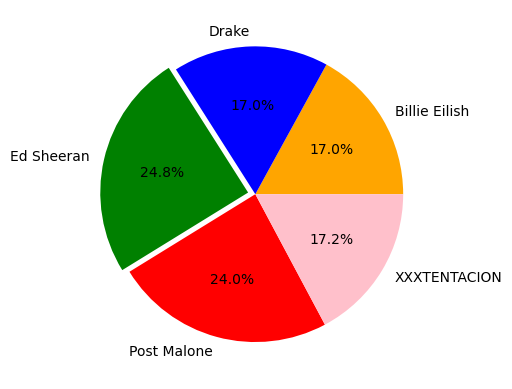 Drake
17.0%
Billie Eilish
17.0%
Ed Sheeran
24.8%
17.2%
XXXTENTACION
24.0%
Post Malone